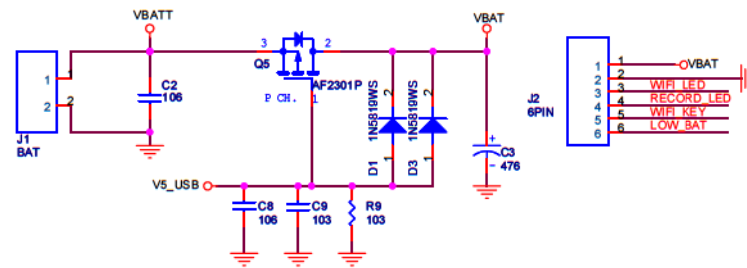 VBATT
VBAT
3
2
Q5
AF2301P
P CH.
1
1
2
1
2
J1
BAT
C2
106
1N5819WS
2
1N5819WS
2
D1
1
D3
1
C3
476
+
-
V5_USB
C8
106
C9
103
R9
103
J2
6PIN
1
2
3
4
5
6
1
2
3
4
5
6
VBAT
WIFI_LED
RECORD_LED
WIFI_KEY
LOW_BAT